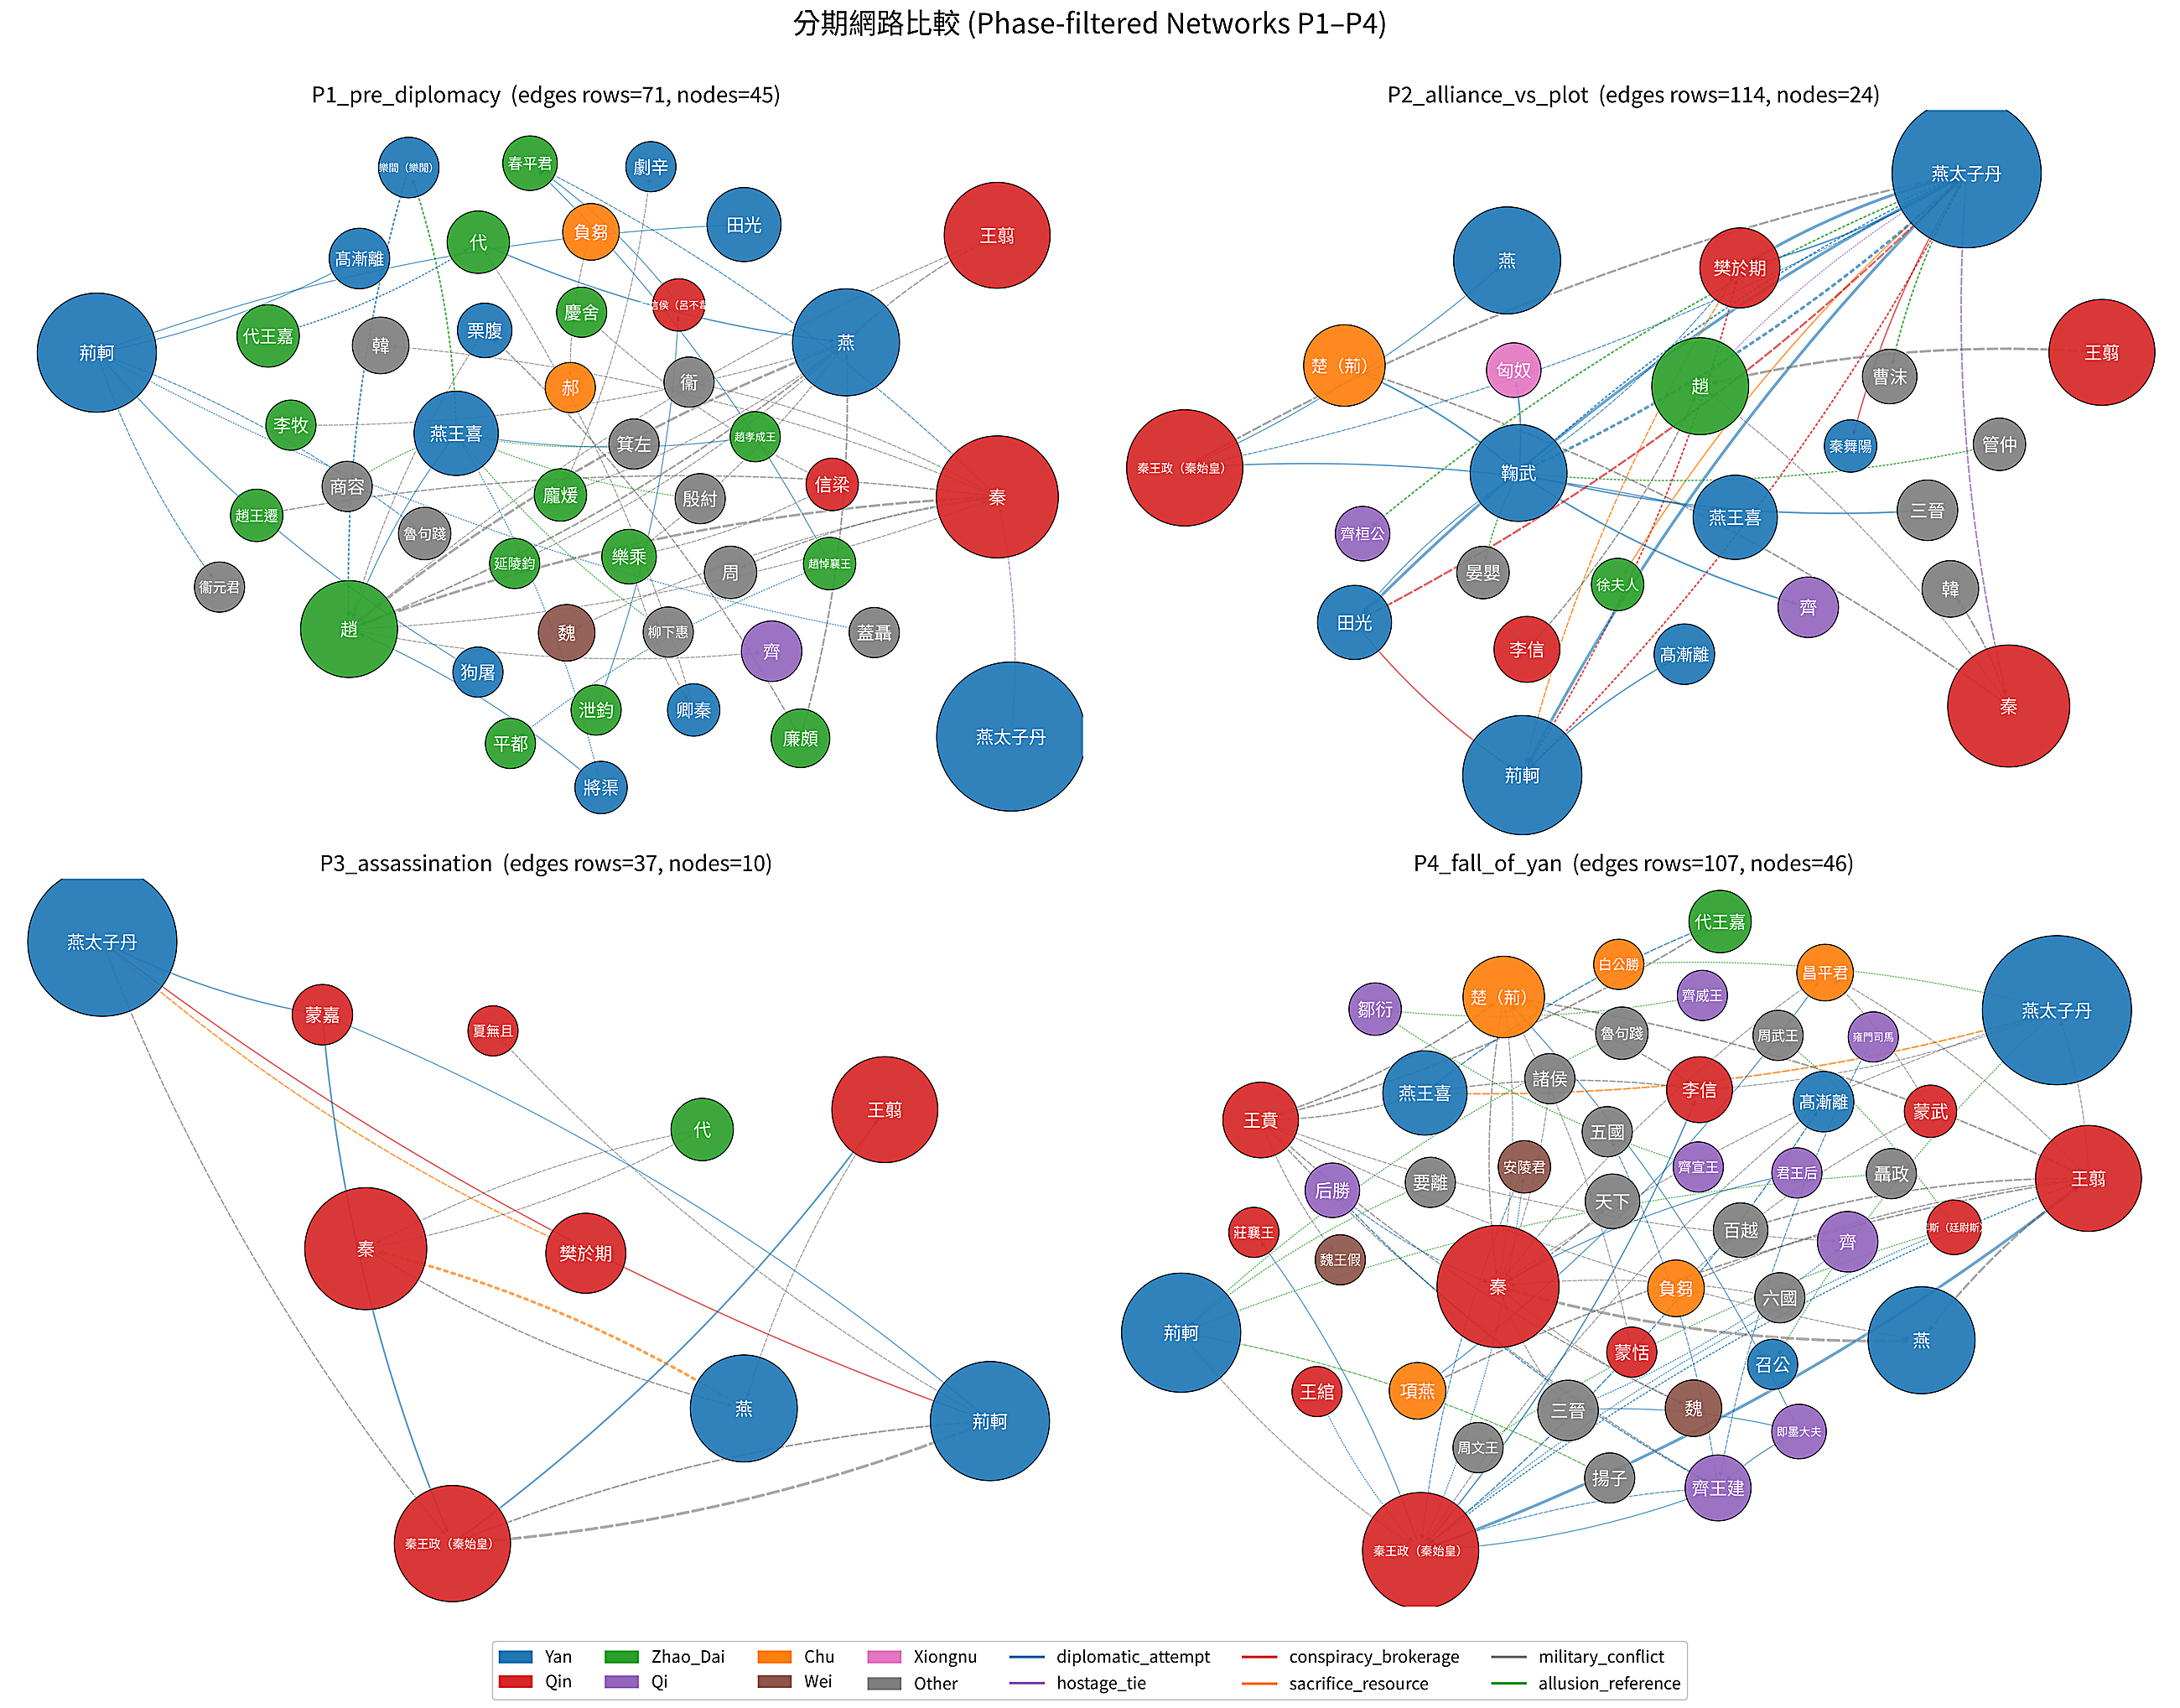 分期網路比較 (Phase-filtered Networks P1–P4)
P1_pre_diplomacy (edges rows=71, nodes=45)
樂間（樂閒）
春平君
劇辛
田光
王翦
代
負芻
高漸離
代王嘉
韓
栗腹
慶舍
燕
荊軻
郝
衞
李牧
燕王喜
箕左
趙孝成王
商容
龐煖
殷紂
信梁
秦
趙王遷
魯句踐
延陵鈞
樂乘
周
趙悼襄王
衞元君
趙
魏
柳下惠
齊
蓋聶
狗屠
泄鈞
卿秦
平都
廉頗
燕太子丹
將渠
P2_alliance_vs_plot (edges rows=114, nodes=24)
燕太子丹
燕
樊於期
楚（荊）
匈奴
趙
曹沫
王翦
秦王政（秦始皇）
鞠武
秦舞陽
管仲
齊桓公
燕王喜
三晉
晏嬰
徐夫人
韓
田光
李信
高漸離
齊
秦
荊軻
P3_assassination (edges rows=37, nodes=10)
燕太子丹
蒙嘉
夏無且
代
王翦
秦
樊於期
燕
荊軻
秦王政（秦始皇）
P4_fall_of_yan (edges rows=107, nodes=46)
代王嘉
白公勝
昌平君
鄒衍
楚（荊）
齊威王
燕太子丹
魯句踐
周武王
雍門司馬
燕王喜
諸侯
李信
高漸離
蒙武
王賁
五國
后勝
要離
安陵君
齊宣王
君王后
聶政
王翦
天下
莊襄王
魏王假
百越
齊
斯（廷尉斯）
秦
負芻
六國
荊軻
燕
蒙恬
召公
王綰
項燕
三晉
魏
即墨大夫
周文王
揚子
齊王建
秦王政（秦始皇）
Yan Zhao_Dai Chu Xiongnu diplomatic_attempt conspiracy_brokerage military_conflict
Qin Qi Wei Other hostage_tie sacrifice_resource allusion_reference